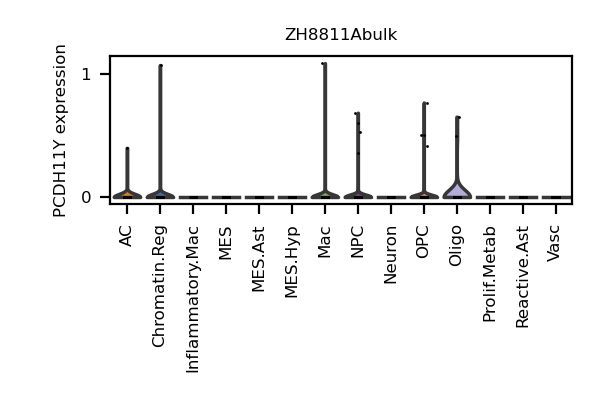 ZH8811Abulk
PCDH11Y expression
1
0
AC
Chromatin.Reg
Inflammatory.Mac
MES
MES.Ast
MES.Hyp
Mac
NPC
Neuron
OPC
Oligo
Prolif.Metab
Reactive.Ast
Vasc